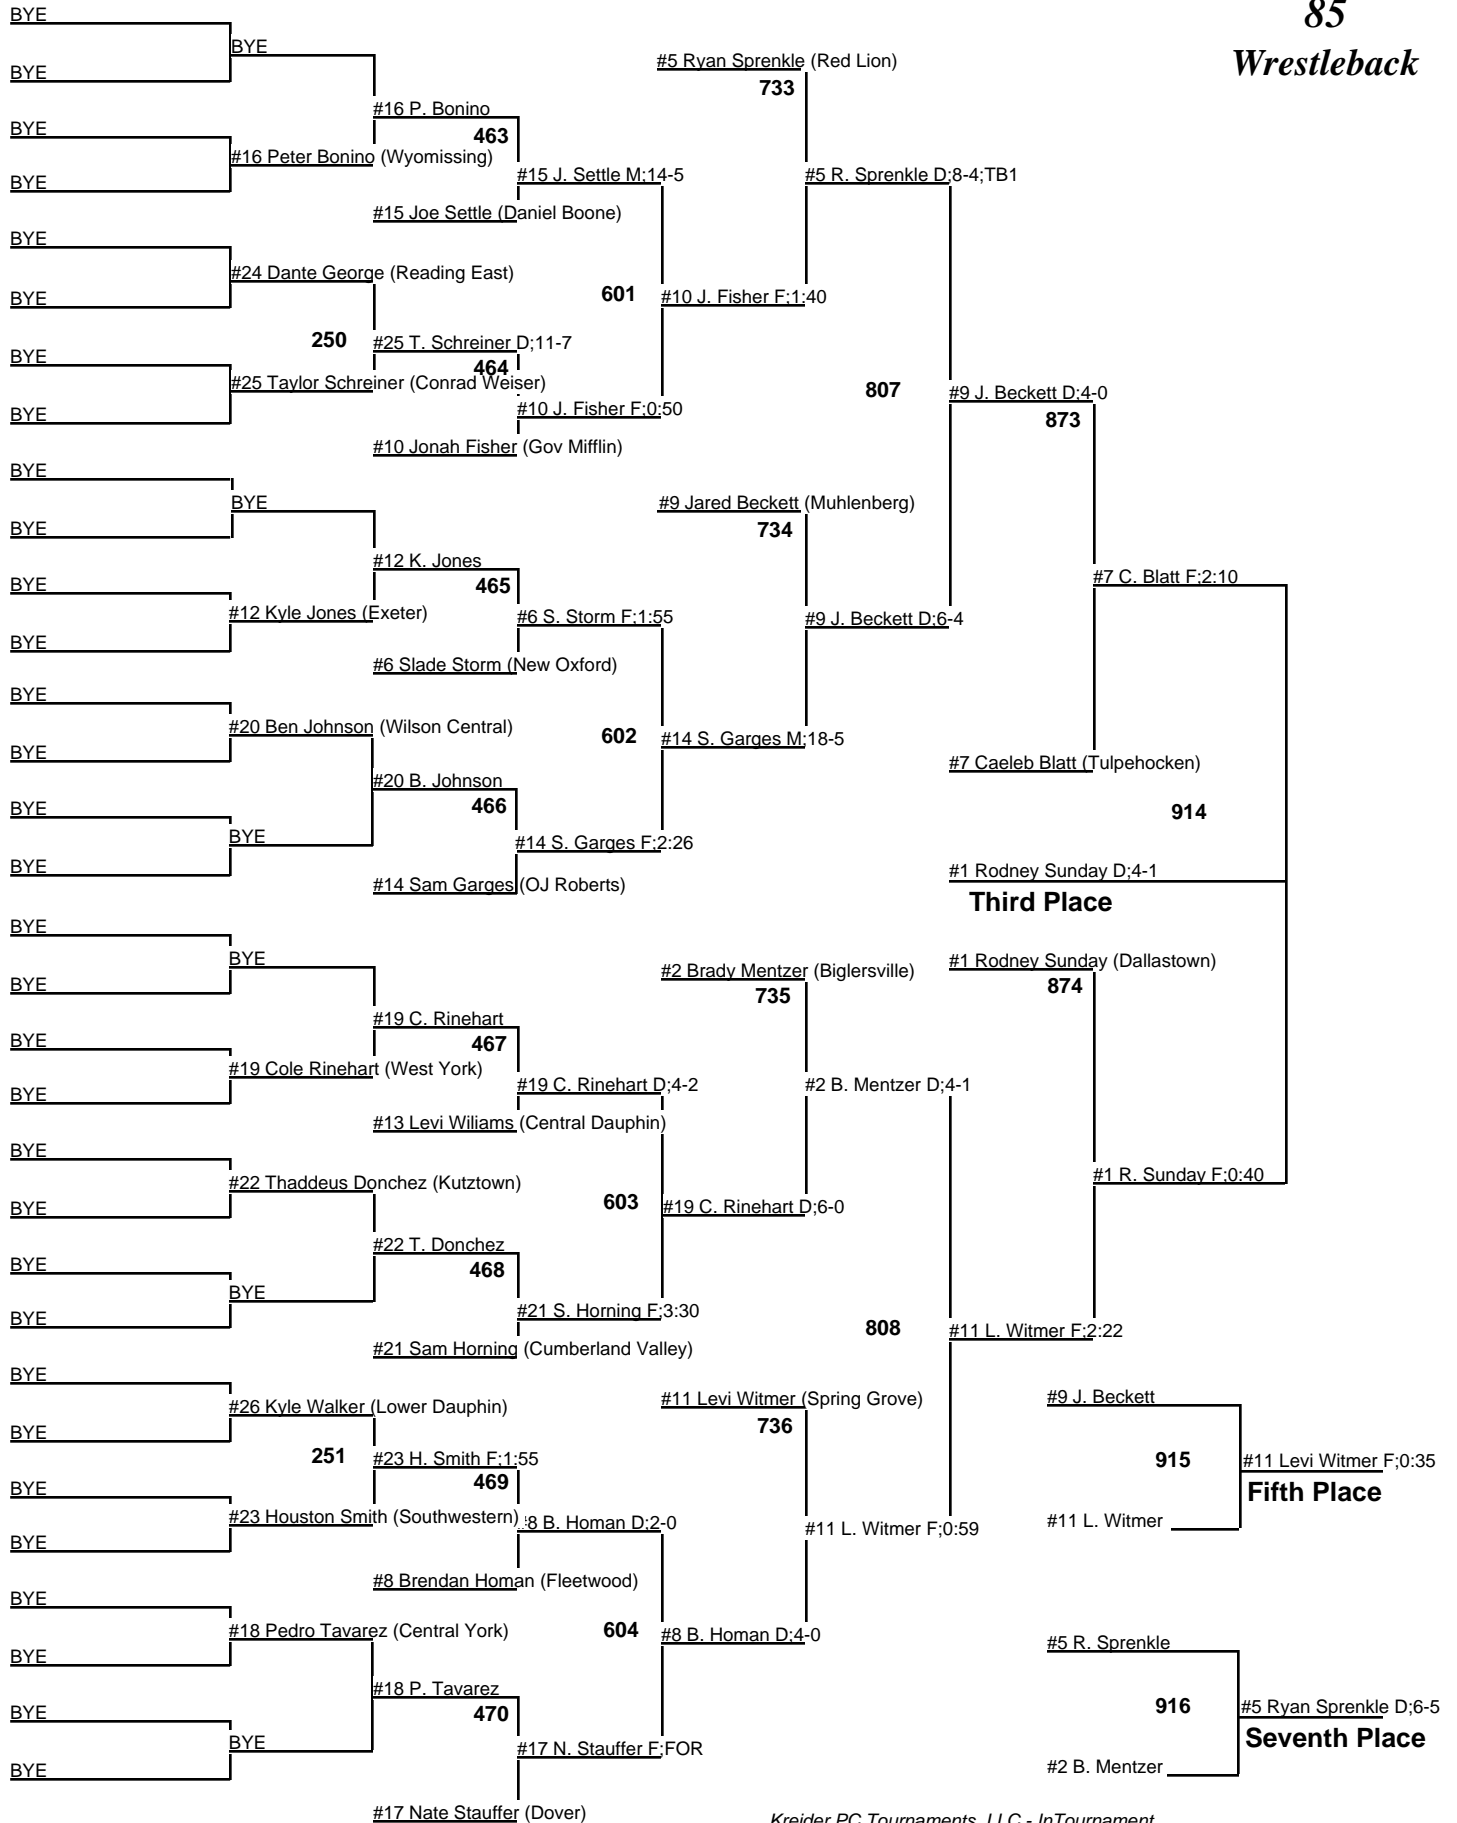 85
Wrestleback
BYE
BYE
BYE
#5 Ryan Sprenkle (Red Lion)
733
BYE
#16 P. Bonino
463
BYE
#16 Peter Bonino (Wyomissing)
BYE
#15 J. Settle M;14-5
#5 R. Sprenkle D;8-4;TB1
#15 Joe Settle (Daniel Boone)
BYE
#24 Dante George (Reading East)
BYE
601
#10 J. Fisher F;1:40
250
#25 T. Schreiner D;11-7
464
BYE
#25 Taylor Schreiner (Conrad Weiser)
807
#9 J. Beckett D;4-0
873
BYE
#10 J. Fisher F;0:50
#10 Jonah Fisher (Gov Mifflin)
BYE
BYE
#9 Jared Beckett (Muhlenberg)
734
BYE
#12 K. Jones
465
#7 C. Blatt F;2:10
BYE
#12 Kyle Jones (Exeter)
#6 S. Storm F;1:55
#9 J. Beckett D;6-4
BYE
#6 Slade Storm (New Oxford)
BYE
#20 Ben Johnson (Wilson Central)
602
#14 S. Garges M;18-5
BYE
#7 Caeleb Blatt (Tulpehocken)
#20 B. Johnson
466
914
BYE
BYE
#14 S. Garges F;2:26
BYE
#1 Rodney Sunday D;4-1
#14 Sam Garges (OJ Roberts)
Third Place
BYE
BYE
#2 Brady Mentzer (Biglersville)
#1 Rodney Sunday (Dallastown)
BYE
735
874
#19 C. Rinehart
467
BYE
#19 Cole Rinehart (West York)
BYE
#19 C. Rinehart D;4-2
#2 B. Mentzer D;4-1
#13 Levi Wiliams (Central Dauphin)
BYE
#22 Thaddeus Donchez (Kutztown)
#1 R. Sunday F;0:40
BYE
603
#19 C. Rinehart D;6-0
#22 T. Donchez
468
BYE
BYE
BYE
#21 S. Horning F;3:30
808
#11 L. Witmer F;2:22
#21 Sam Horning (Cumberland Valley)
BYE
#26 Kyle Walker (Lower Dauphin)
#11 Levi Witmer (Spring Grove)
#9 J. Beckett
BYE
736
251
#23 H. Smith F;1:55
469
915
#11 Levi Witmer F;0:35
BYE
Fifth Place
#23 Houston Smith (Southwestern)
#8 B. Homan D;2-0
#11 L. Witmer F;0:59
#11 L. Witmer
BYE
#8 Brendan Homan (Fleetwood)
BYE
#18 Pedro Tavarez (Central York)
604
#8 B. Homan D;4-0
#5 R. Sprenkle
BYE
#18 P. Tavarez
470
916
#5 Ryan Sprenkle D;6-5
BYE
BYE
#17 N. Stauffer F;FOR
Seventh Place
BYE
#2 B. Mentzer
#17 Nate Stauffer (Dover)
Kreider PC Tournaments, LLC - InTournament